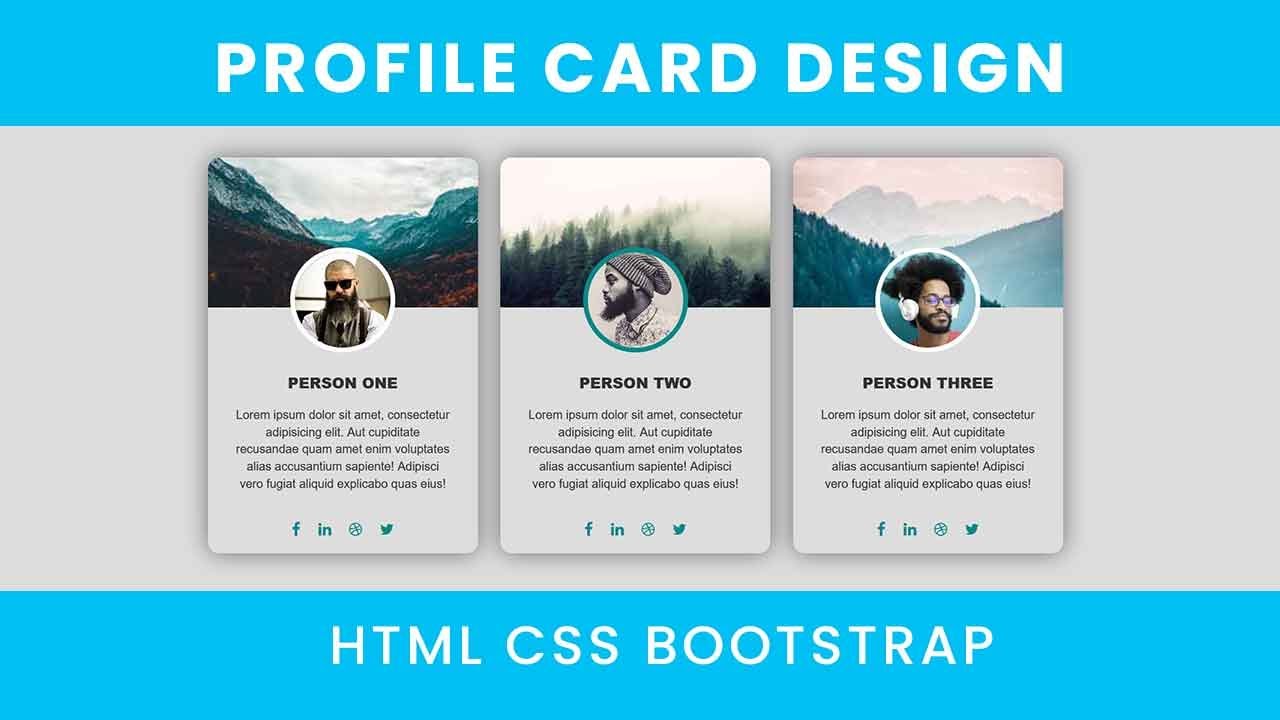 PROFILE CARD DESIGN
PERSON ONE
Lorem ipsum dolor sit amet, consectetur
adipisicing elit. Aut cupiditate
recusandae quam amet enim voluptates
alias accusantium sapiente! Adipisci
vero fugiat aliquid explicabo quas eius!
PERSON TWO
Lorem ipsum dolor sit amet, consectetur
adipisicing elit. Aut cupiditate
recusandae quam amet enim voluptates
alias accusantium sapiente! Adipisci
vero fugiat aliquid explicabo quas eius!
PERSON THREE
Lorem ipsum dolor sit amet, consectetur
adipisicing elit. Aut cupiditate
recusandae quam amet enim voluptates
alias accusantium sapiente! Adipisci
vero fugiat aliquid explicabo quas eius!
HTML CSS BOOTSTRAP